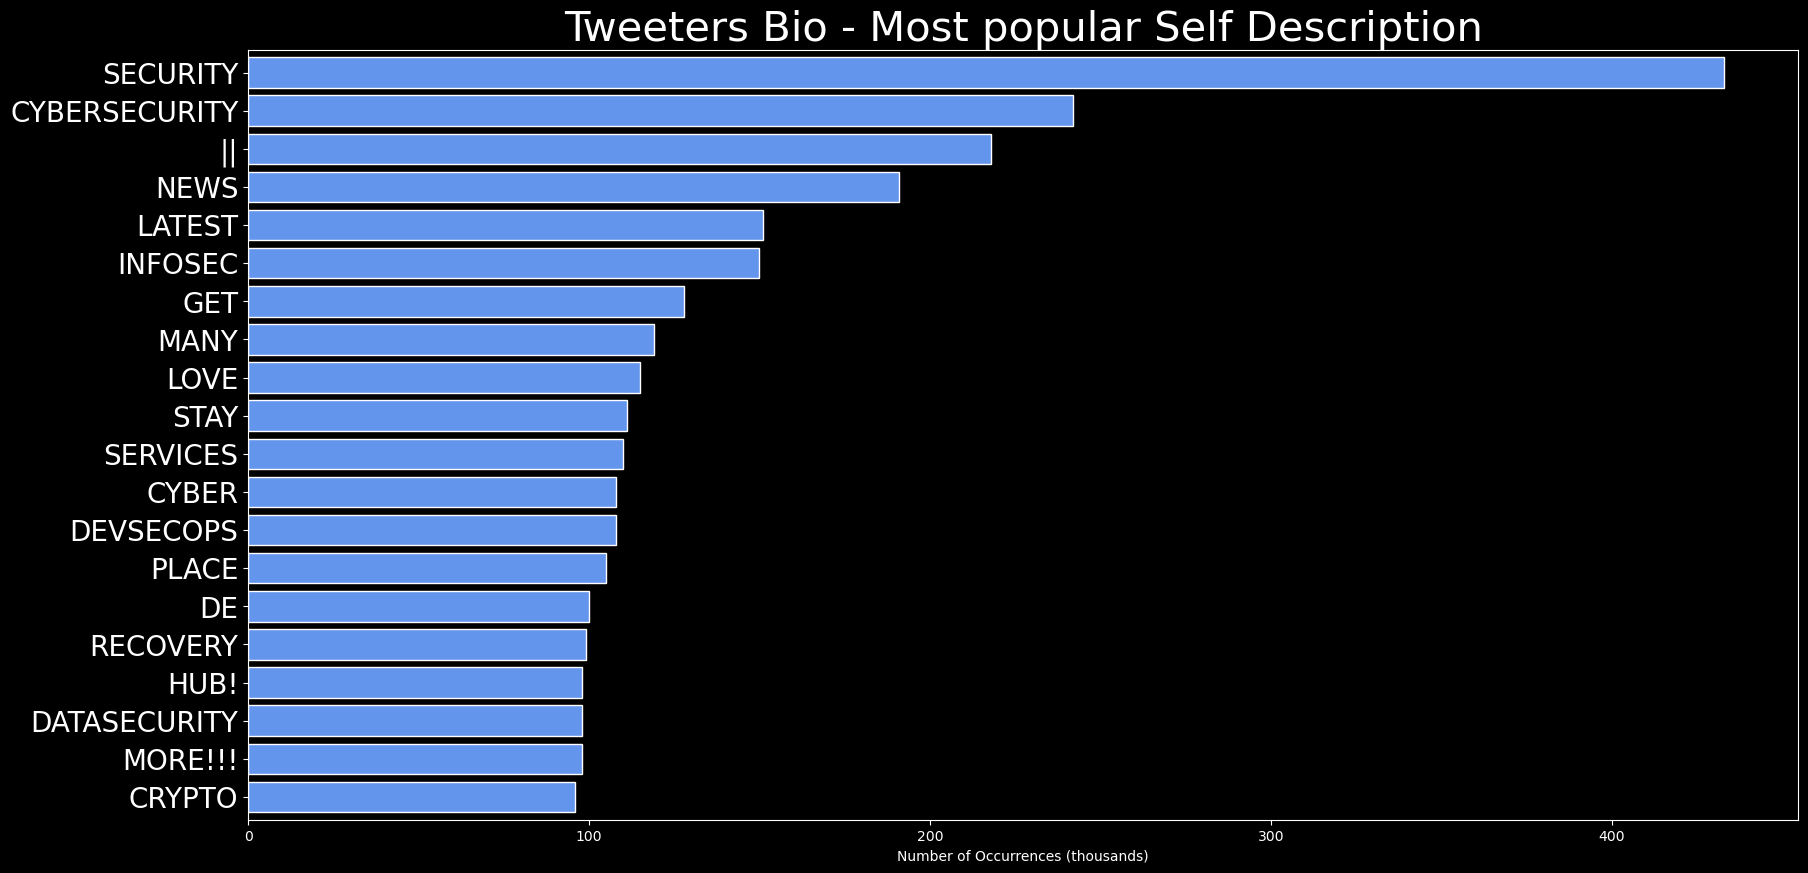 Tweeters Bio - Most popular Self Description
SECURITY
CYBERSECURITY
||
NEWS
LATEST
INFOSEC
GET
MANY
LOVE
STAY
SERVICES
CYBER
DEVSECOPS
PLACE
DE
RECOVERY
HUB!
DATASECURITY
MORE!!!
CRYPTO
0 100 200 300 400
Number of Occurrences (thousands)